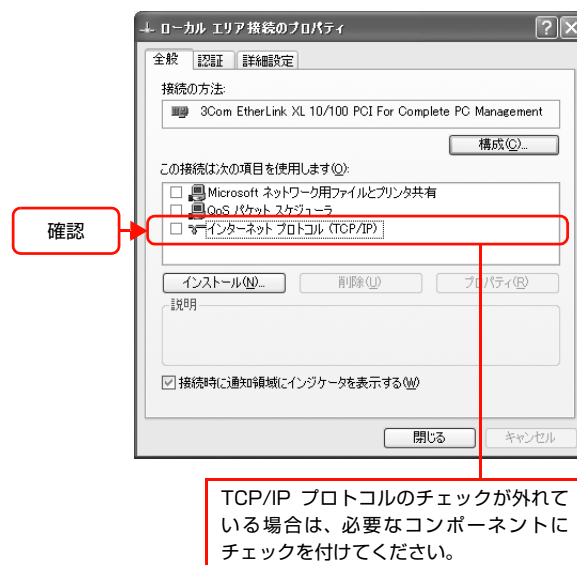 ローカル エリア接続のプロパティ
全般 認証 詳細設定
接続の方法:
3Com EtherLink XL 10/100 PCI For Complete PC Management
構成(C)...
この接続は次の項目を使用します(O):
Microsoft ネットワーク用ファイルとプリンタ共有
QoS パケット スケジューラ
インターネット プロトコル (TCP/IP)
確認
インストール(N)... 削除(U) プロパティ(R)
説明
接続時に通知領域にインジケータを表示する(W)
閉じる キャンセル
TCP/IP プロトコルのチェックが外れて
いる場合は、必要なコンポーネントに
チェックを付けてください。